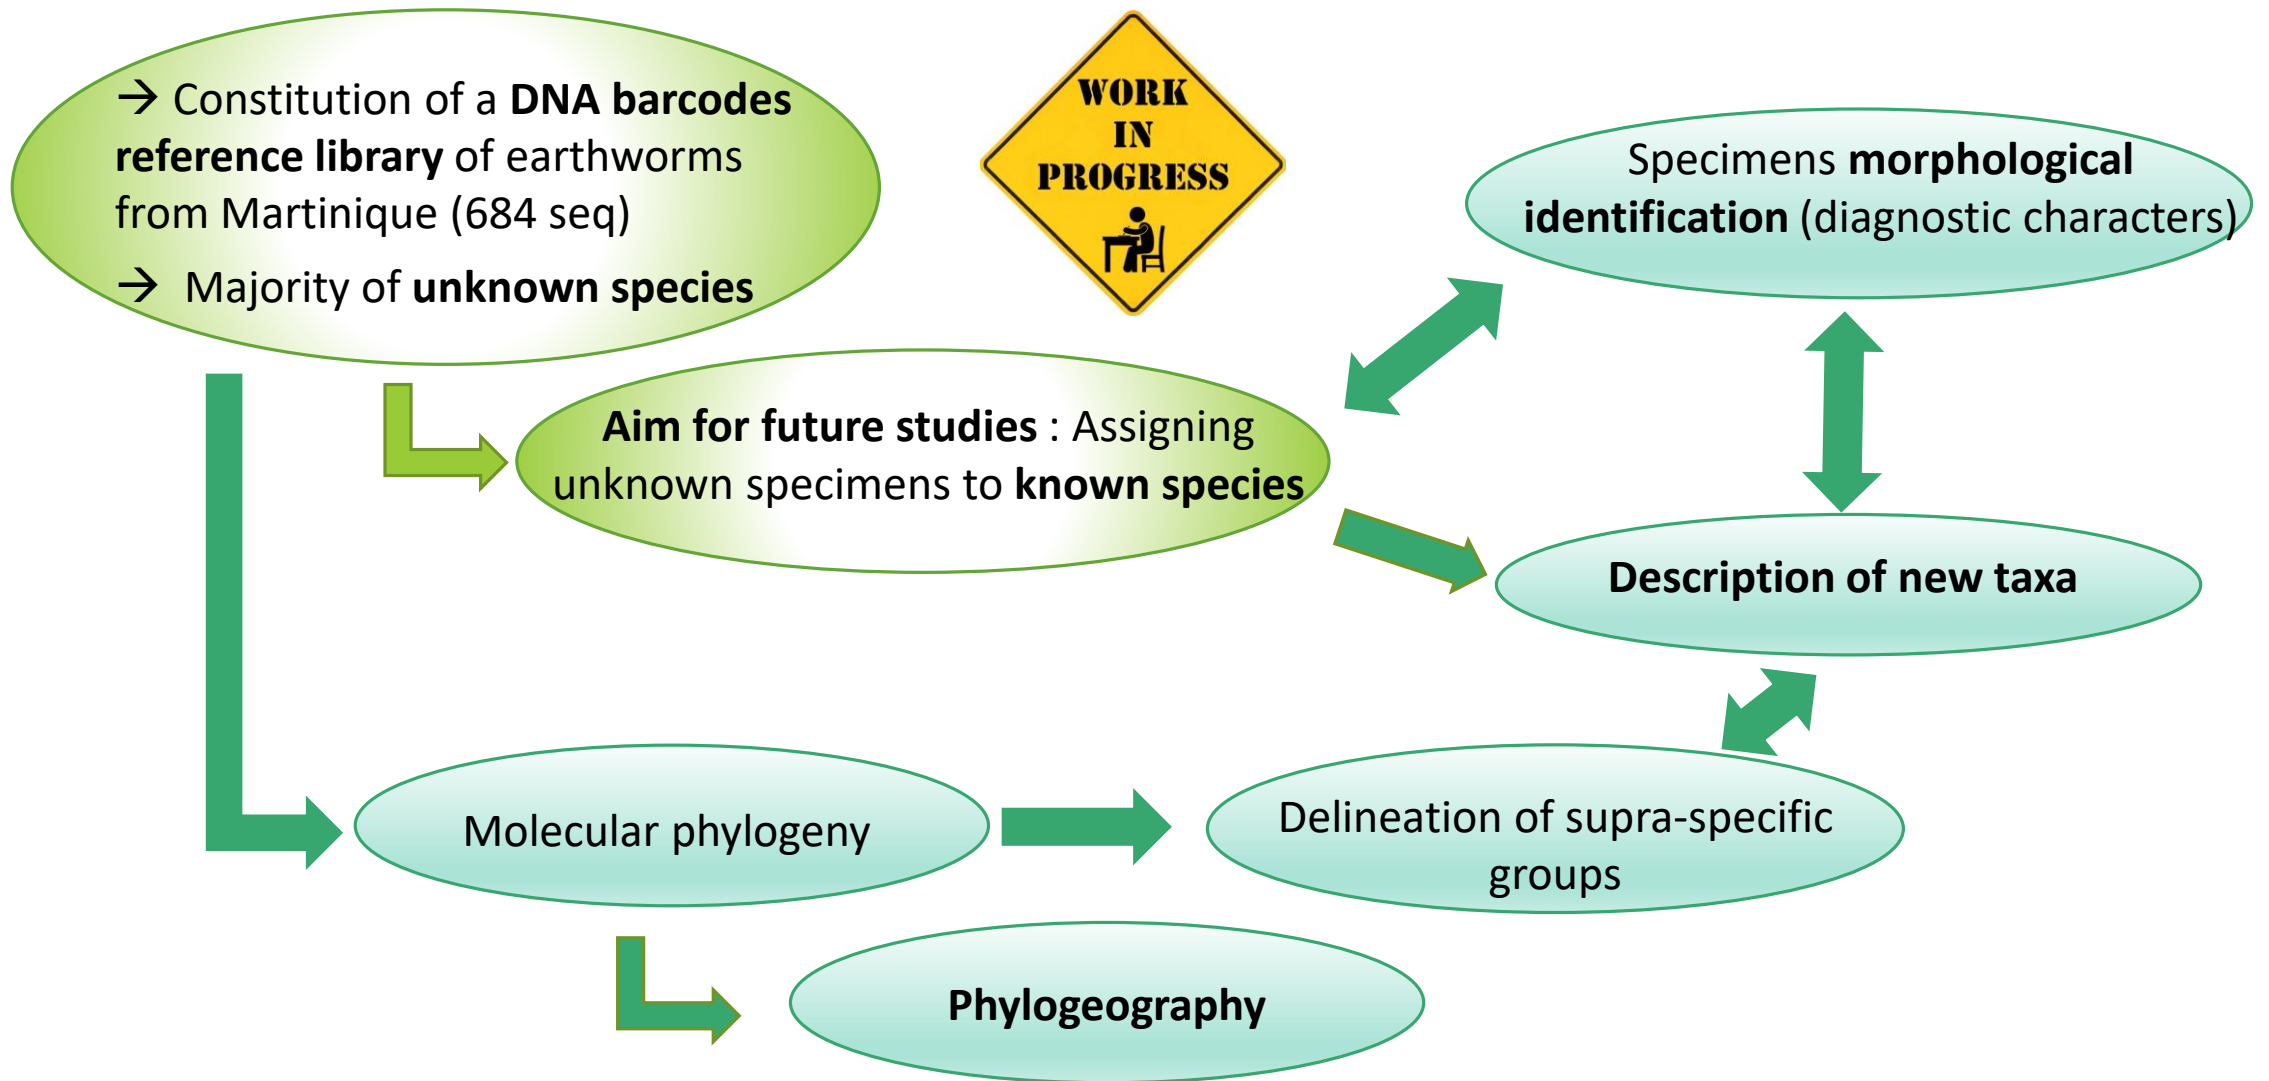 → Constitution of a DNA barcodes
reference library of earthworms
from Martinique (684 seq)
→ Majority of unknown species
WORK
IN
PROGRESS
Specimens morphological
identification (diagnostic characters)
Aim for future studies : Assigning
unknown specimens to known species
Description of new taxa
Molecular phylogeny
Delineation of supra-specific
groups
Phylogeography